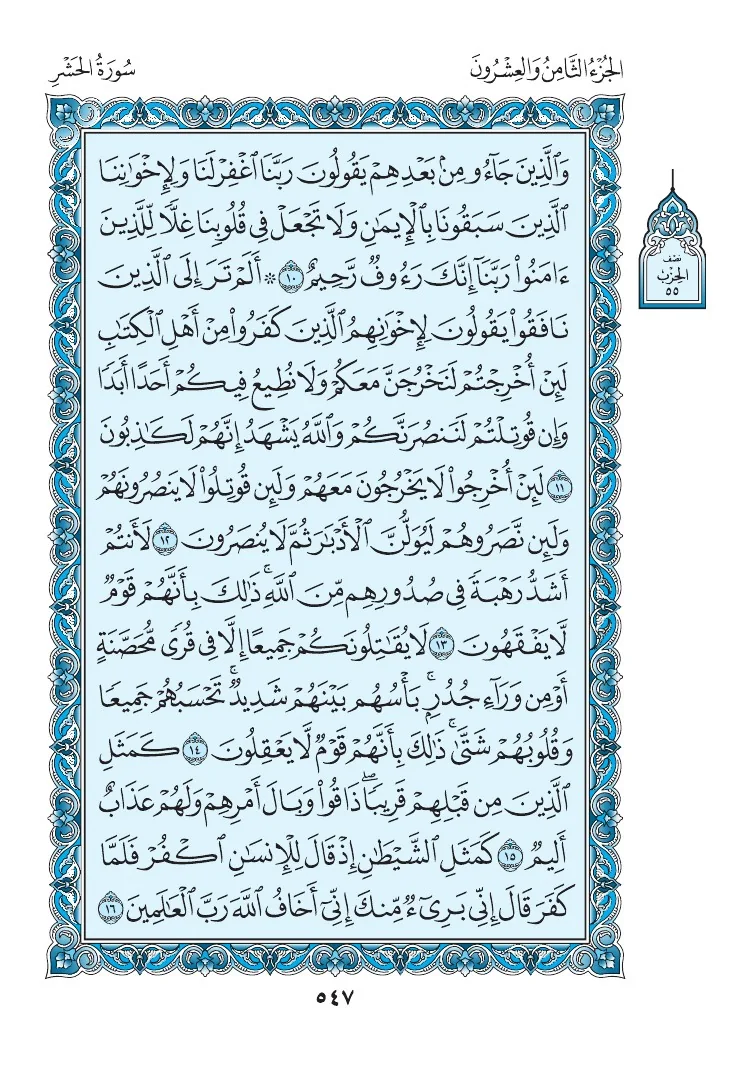 الجُزْءُ الثَّامِنُ وَالعِشْرُونَ
سُورَةُ الحَشْرِ
وَٱلَّذِينَ جَآءُو مِنۢ بَعْدِهِمْ يَقُولُونَ رَبَّنَا ٱغْفِرْ لَنَا وَلِإِخْوَٰنِنَا
ٱلَّذِينَ سَبَقُونَا بِٱلْإِيمَٰنِ وَلَا تَجْعَلْ فِى قُلُوبِنَا غِلًّا لِّلَّذِينَ
ءَامَنُوا۟ رَبَّنَآ إِنَّكَ رَءُوفٌ رَّحِيمٌ ١٠ ۞ أَلَمْ تَرَ إِلَى ٱلَّذِينَ
نَافَقُوا۟ يَقُولُونَ لِإِخْوَٰنِهِمُ ٱلَّذِينَ كَفَرُوا۟ مِنْ أَهْلِ ٱلْكِتَٰبِ
لَئِنْ أُخْرِجْتُمْ لَنَخْرُجَنَّ مَعَكُمْ وَلَا نُطِيعُ فِيكُمْ أَحَدًا أَبَدًا
وَإِن قُوتِلْتُمْ لَنَنصُرَنَّكُمْ وَٱللَّهُ يَشْهَدُ إِنَّهُمْ لَكَٰذِبُونَ
١١ لَئِنْ أُخْرِجُوا۟ لَا يَخْرُجُونَ مَعَهُمْ وَلَئِن قُوتِلُوا۟ لَا يَنصُرُونَهُمْ
وَلَئِن نَّصَرُوهُمْ لَيُوَلُّنَّ ٱلْأَدْبَٰرَ ثُمَّ لَا يُنصَرُونَ ١٢ لَأَنتُمْ
أَشَدُّ رَهْبَةً فِى صُدُورِهِم مِّنَ ٱللَّهِ ۚ ذَٰلِكَ بِأَنَّهُمْ قَوْمٌ
لَّا يَفْقَهُونَ ١٣ لَا يُقَٰتِلُونَكُمْ جَمِيعًا إِلَّا فِى قُرًى مُّحَصَّنَةٍ
أَوْ مِن وَرَآءِ جُدُرٍۭ ۚ بَأْسُهُم بَيْنَهُمْ شَدِيدٌ ۚ تَحْسَبُهُمْ جَمِيعًا
وَقُلُوبُهُمْ شَتَّىٰ ۚ ذَٰلِكَ بِأَنَّهُمْ قَوْمٌ لَّا يَعْقِلُونَ ١٤ كَمَثَلِ
ٱلَّذِينَ مِن قَبْلِهِمْ قَرِيبًا ۖ ذَاقُوا۟ وَبَالَ أَمْرِهِمْ وَلَهُمْ عَذَابٌ
أَلِيمٌ ١٥ كَمَثَلِ ٱلشَّيْطَٰنِ إِذْ قَالَ لِلْإِنسَٰنِ ٱكْفُرْ فَلَمَّا
كَفَرَ قَالَ إِنِّى بَرِىٓءٌ مِّنكَ إِنِّىٓ أَخَافُ ٱللَّهَ رَبَّ ٱلْعَٰلَمِينَ ١٦
نصف
الحزب
٥٥
٥٤٧